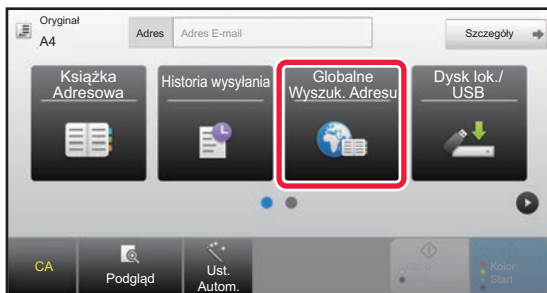 Oryginał
A4
Adres
Adres E-mail
Szczegóły
Książka
Adresowa
Historia wysyłania
Globalne
Wyszuk. Adresu
Dysk lok./
USB
CA
Podgląd
Ust.
Autom.
Kolor
Start